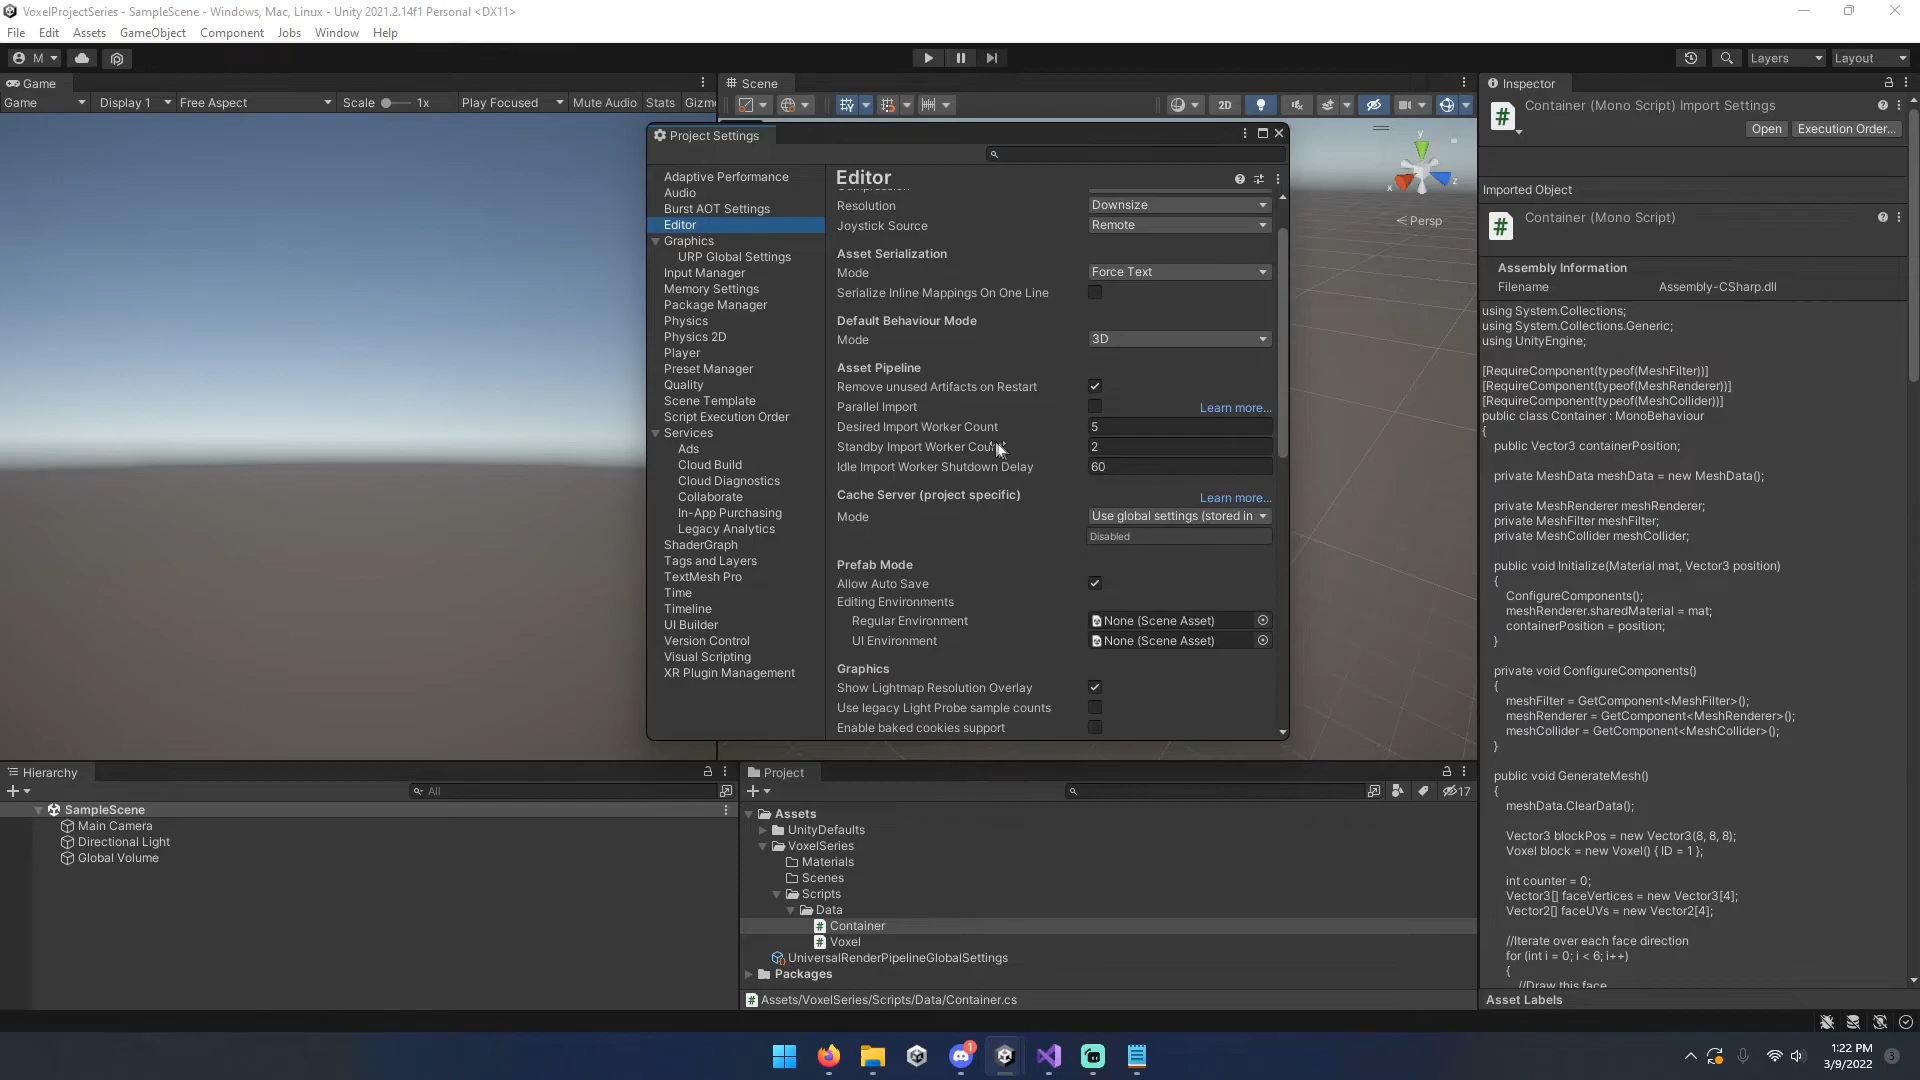 VoxelProjectSeries - SampleScene - Windows, Mac, Linux - Unity 2021.2.14f1 Personal <DX11>
File Edit Assets GameObject Component Jobs Window Help
M
Layers Layout
Game
Game Display 1 Free Aspect Scale 1x Play Focused Mute Audio Stats Gizm
Scene
2D
y
x z
Persp
Project Settings
Adaptive Performance
Audio
Burst AOT Settings
Editor
Graphics
URP Global Settings
Input Manager
Memory Settings
Package Manager
Physics
Physics 2D
Player
Preset Manager
Quality
Scene Template
Script Execution Order
Services
Ads
Cloud Build
Cloud Diagnostics
Collaborate
In-App Purchasing
Legacy Analytics
ShaderGraph
Tags and Layers
TextMesh Pro
Time
Timeline
UI Builder
Version Control
Visual Scripting
XR Plugin Management
Editor
Resolution Downsize
Joystick Source Remote
Asset Serialization
Mode Force Text
Serialize Inline Mappings On One Line
Default Behaviour Mode
Mode 3D
Asset Pipeline
Remove unused Artifacts on Restart
Parallel Import Learn more...
Desired Import Worker Count 5
Standby Import Worker Count 2
Idle Import Worker Shutdown Delay 60
Cache Server (project specific) Learn more...
Mode Use global settings (stored in
Disabled
Prefab Mode
Allow Auto Save
Editing Environments
Regular Environment None (Scene Asset)
UI Environment None (Scene Asset)
Graphics
Show Lightmap Resolution Overlay
Use legacy Light Probe sample counts
Enable baked cookies support
Inspector
Container (Mono Script) Import Settings
Open Execution Order...
Imported Object
Container (Mono Script)
Assembly Information
Filename Assembly-CSharp.dll
using System.Collections;
using System.Collections.Generic;
using UnityEngine;
[RequireComponent(typeof(MeshFilter))]
[RequireComponent(typeof(MeshRenderer))]
[RequireComponent(typeof(MeshCollider))]
public class Container : MonoBehaviour
{
public Vector3 containerPosition;
private MeshData meshData = new MeshData();
private MeshRenderer meshRenderer;
private MeshFilter meshFilter;
private MeshCollider meshCollider;
public void Initialize(Material mat, Vector3 position)
{
ConfigureComponents();
meshRenderer.sharedMaterial = mat;
containerPosition = position;
}
private void ConfigureComponents()
{
meshFilter = GetComponent<MeshFilter>();
meshRenderer = GetComponent<MeshRenderer>();
meshCollider = GetComponent<MeshCollider>();
}
public void GenerateMesh()
{
meshData.ClearData();
Vector3 blockPos = new Vector3(8, 8, 8);
Voxel block = new Voxel() { ID = 1 };
int counter = 0;
Vector3[] faceVertices = new Vector3[4];
Vector2[] faceUVs = new Vector2[4];
//Iterate over each face direction
for (int i = 0; i < 6; i++)
{
//Draw this face
Asset Labels
Hierarchy
All
SampleScene
Main Camera
Directional Light
Global Volume
Project
17
Assets
UnityDefaults
VoxelSeries
Materials
Scenes
Scripts
Data
Container
Voxel
UniversalRenderPipelineGlobalSettings
Packages
Assets/VoxelSeries/Scripts/Data/Container.cs
1
1:22 PM
3/9/2022
3